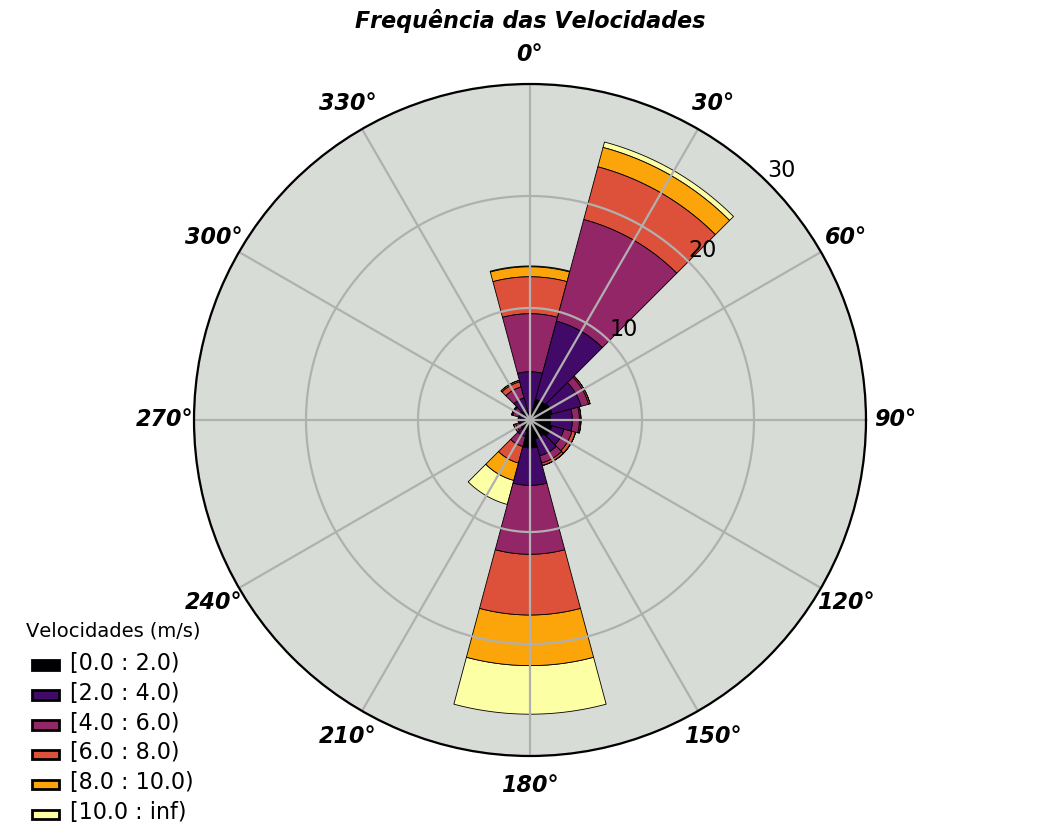 Frequência das Velocidades
0°
330°
30°
30
300°
60°
20
10
270°
90°
240°
120°
210°
150°
180°
Velocidades (m/s)
[0.0 : 2.0)
[2.0 : 4.0)
[4.0 : 6.0)
[6.0 : 8.0)
[8.0 : 10.0)
[10.0 : inf)